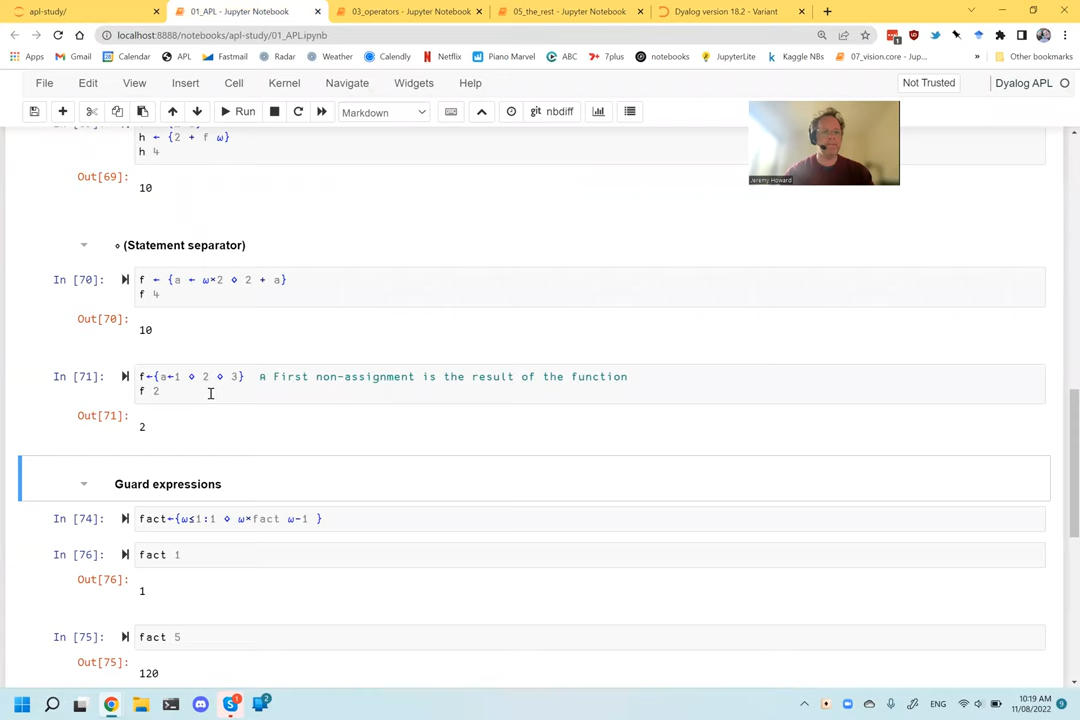 apl-study/
01_APL - Jupyter Notebook
03_operators - Jupyter Notebook
05_the_rest - Jupyter Notebook
Dyalog version 18.2 - Variant
localhost:8888/notebooks/apl-study/01_APL.ipynb
Apps
Gmail
Calendar
APL
Fastmail
Radar
Weather
Calendly
Netflix
Piano Marvel
ABC
7plus
notebooks
JupyterLite
Kaggle NBs
07_vision.core - Jup...
»
Other bookmarks
File Edit View Insert Cell Kernel Navigate Widgets Help
Not Trusted
Dyalog APL
Run
Markdown
git nbdiff
h ← {2 + f ⍵}
h 4
Out[69]:
10
Jeremy Howard
⋄ (Statement separator)
In [70]:
f ← {a ← ⍵×2 ⋄ 2 + a}
f 4
Out[70]:
10
In [71]:
f←{a←1 ⋄ 2 ⋄ 3} ⍝ First non-assignment is the result of the function
f 2
Out[71]:
2
Guard expressions
In [74]:
fact←{⍵≤1:1 ⋄ ⍵×fact ⍵-1 }
In [76]:
fact 1
Out[76]:
1
In [75]:
fact 5
Out[75]:
120
ENG
10:19 AM
11/08/2022